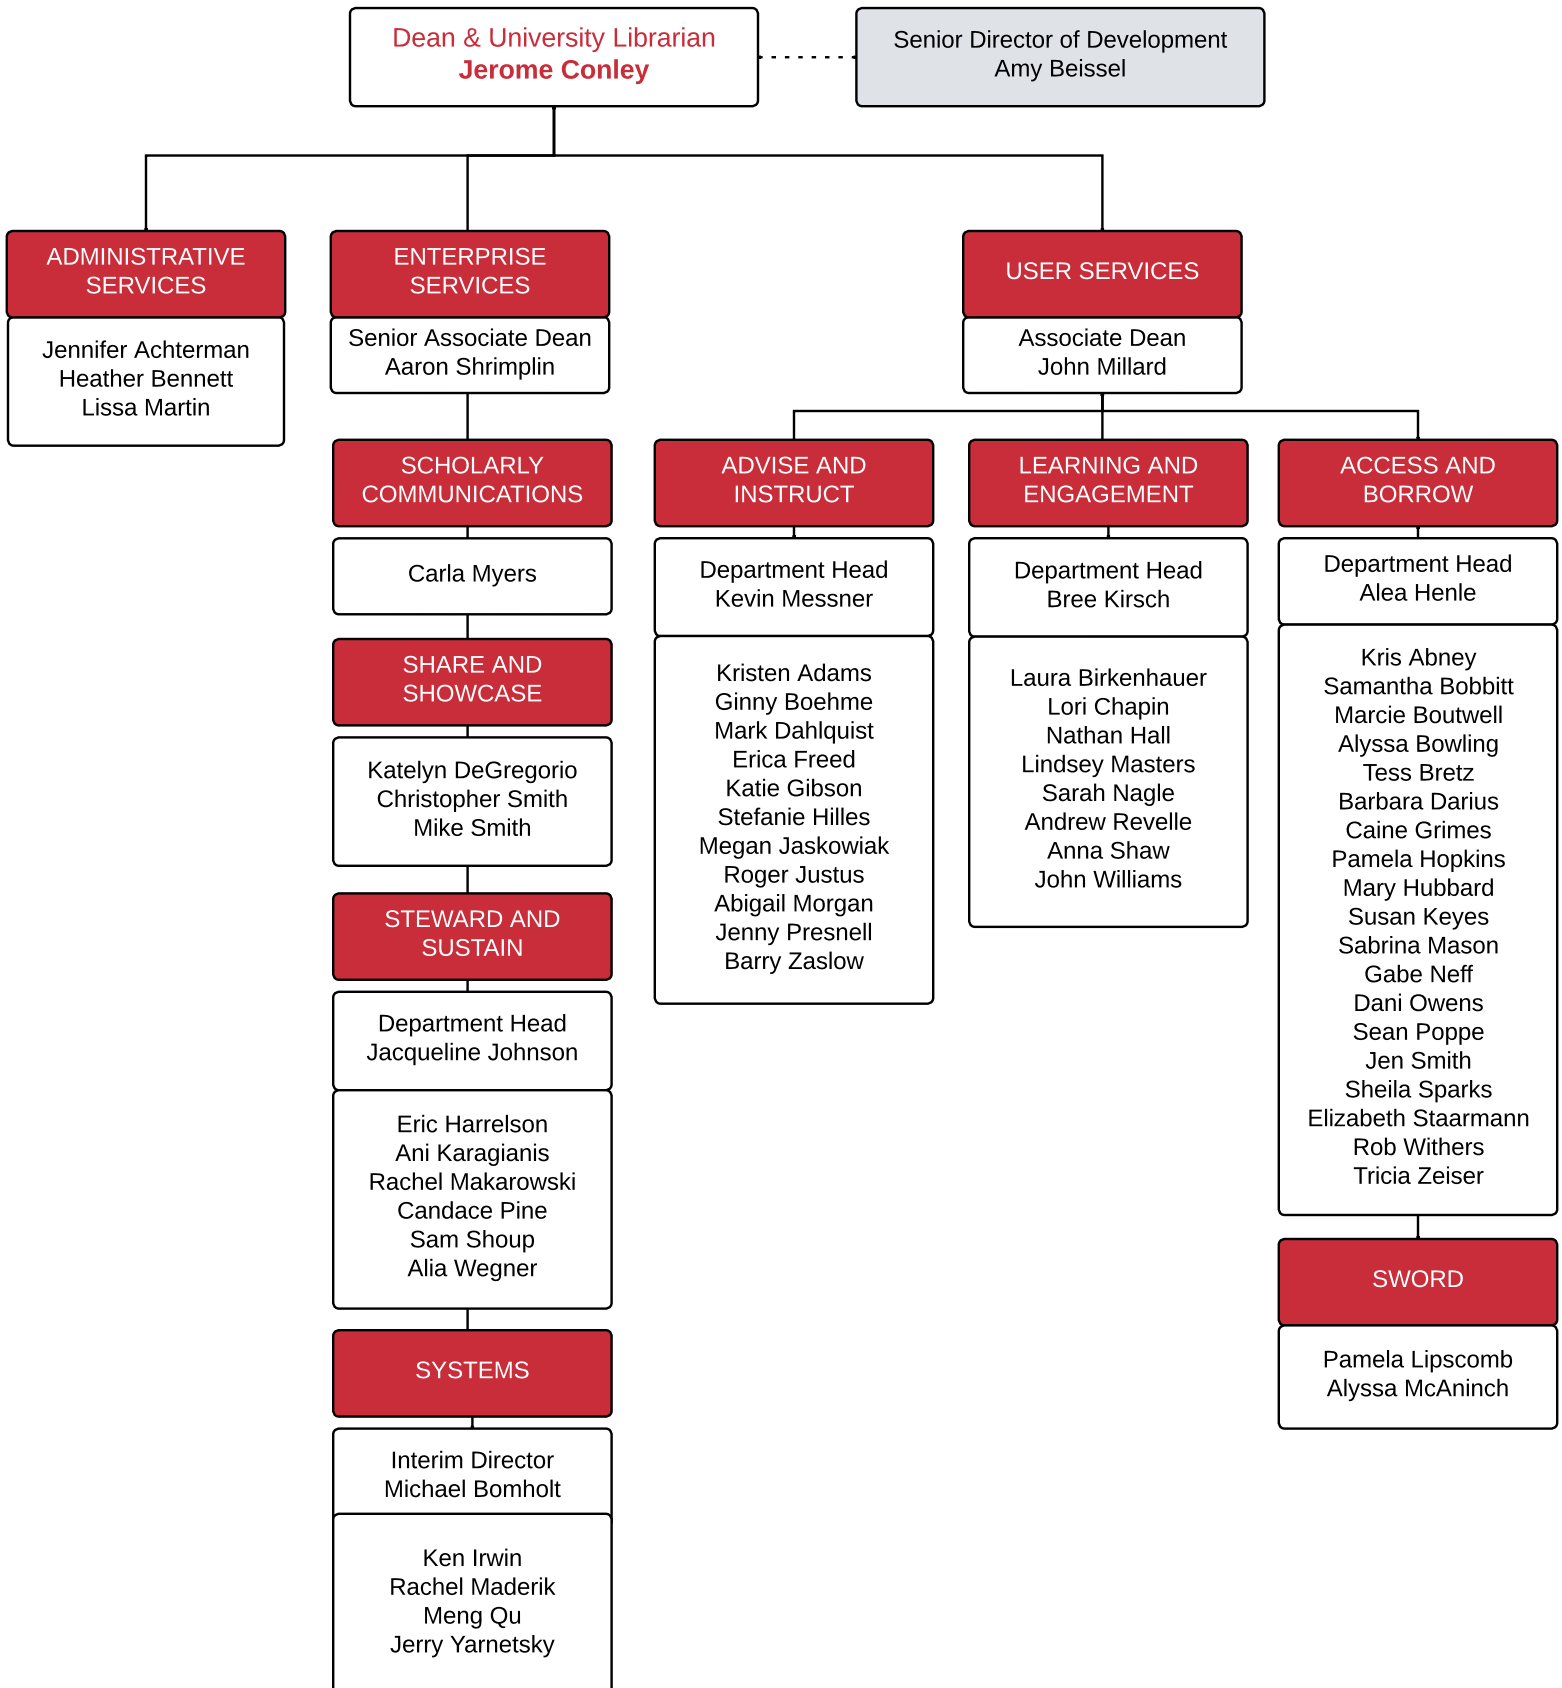 Dean & University Librarian
Jerome Conley
Senior Director of Development
Amy Beissel
ADMINISTRATIVE
SERVICES
Jennifer Achterman
Heather Bennett
Lissa Martin
ENTERPRISE
SERVICES
Senior Associate Dean
Aaron Shrimplin
SCHOLARLY
COMMUNICATIONS
Carla Myers
SHARE AND
SHOWCASE
Katelyn DeGregorio
Christopher Smith
Mike Smith
STEWARD AND
SUSTAIN
Department Head
Jacqueline Johnson
Eric Harrelson
Ani Karagianis
Rachel Makarowski
Candace Pine
Sam Shoup
Alia Wegner
SYSTEMS
Interim Director
Michael Bomholt
Ken Irwin
Rachel Maderik
Meng Qu
Jerry Yarnetsky
USER SERVICES
Associate Dean
John Millard
ADVISE AND
INSTRUCT
Department Head
Kevin Messner
Kristen Adams
Ginny Boehme
Mark Dahlquist
Erica Freed
Katie Gibson
Stefanie Hilles
Megan Jaskowiak
Roger Justus
Abigail Morgan
Jenny Presnell
Barry Zaslow
LEARNING AND
ENGAGEMENT
Department Head
Bree Kirsch
Laura Birkenhauer
Lori Chapin
Nathan Hall
Lindsey Masters
Sarah Nagle
Andrew Revelle
Anna Shaw
John Williams
ACCESS AND
BORROW
Department Head
Alea Henle
Kris Abney
Samantha Bobbitt
Marcie Boutwell
Alyssa Bowling
Tess Bretz
Barbara Darius
Caine Grimes
Pamela Hopkins
Mary Hubbard
Susan Keyes
Sabrina Mason
Gabe Neff
Dani Owens
Sean Poppe
Jen Smith
Sheila Sparks
Elizabeth Staarmann
Rob Withers
Tricia Zeiser
SWORD
Pamela Lipscomb
Alyssa McAninch